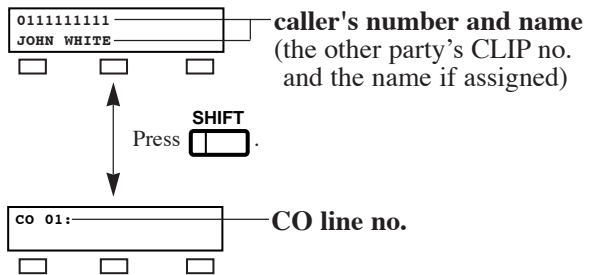 0111111111
JOHN WHITE
caller's number and name
(the other party's CLIP no.
and the name if assigned)
SHIFT
Press .
CO 01:
CO line no.